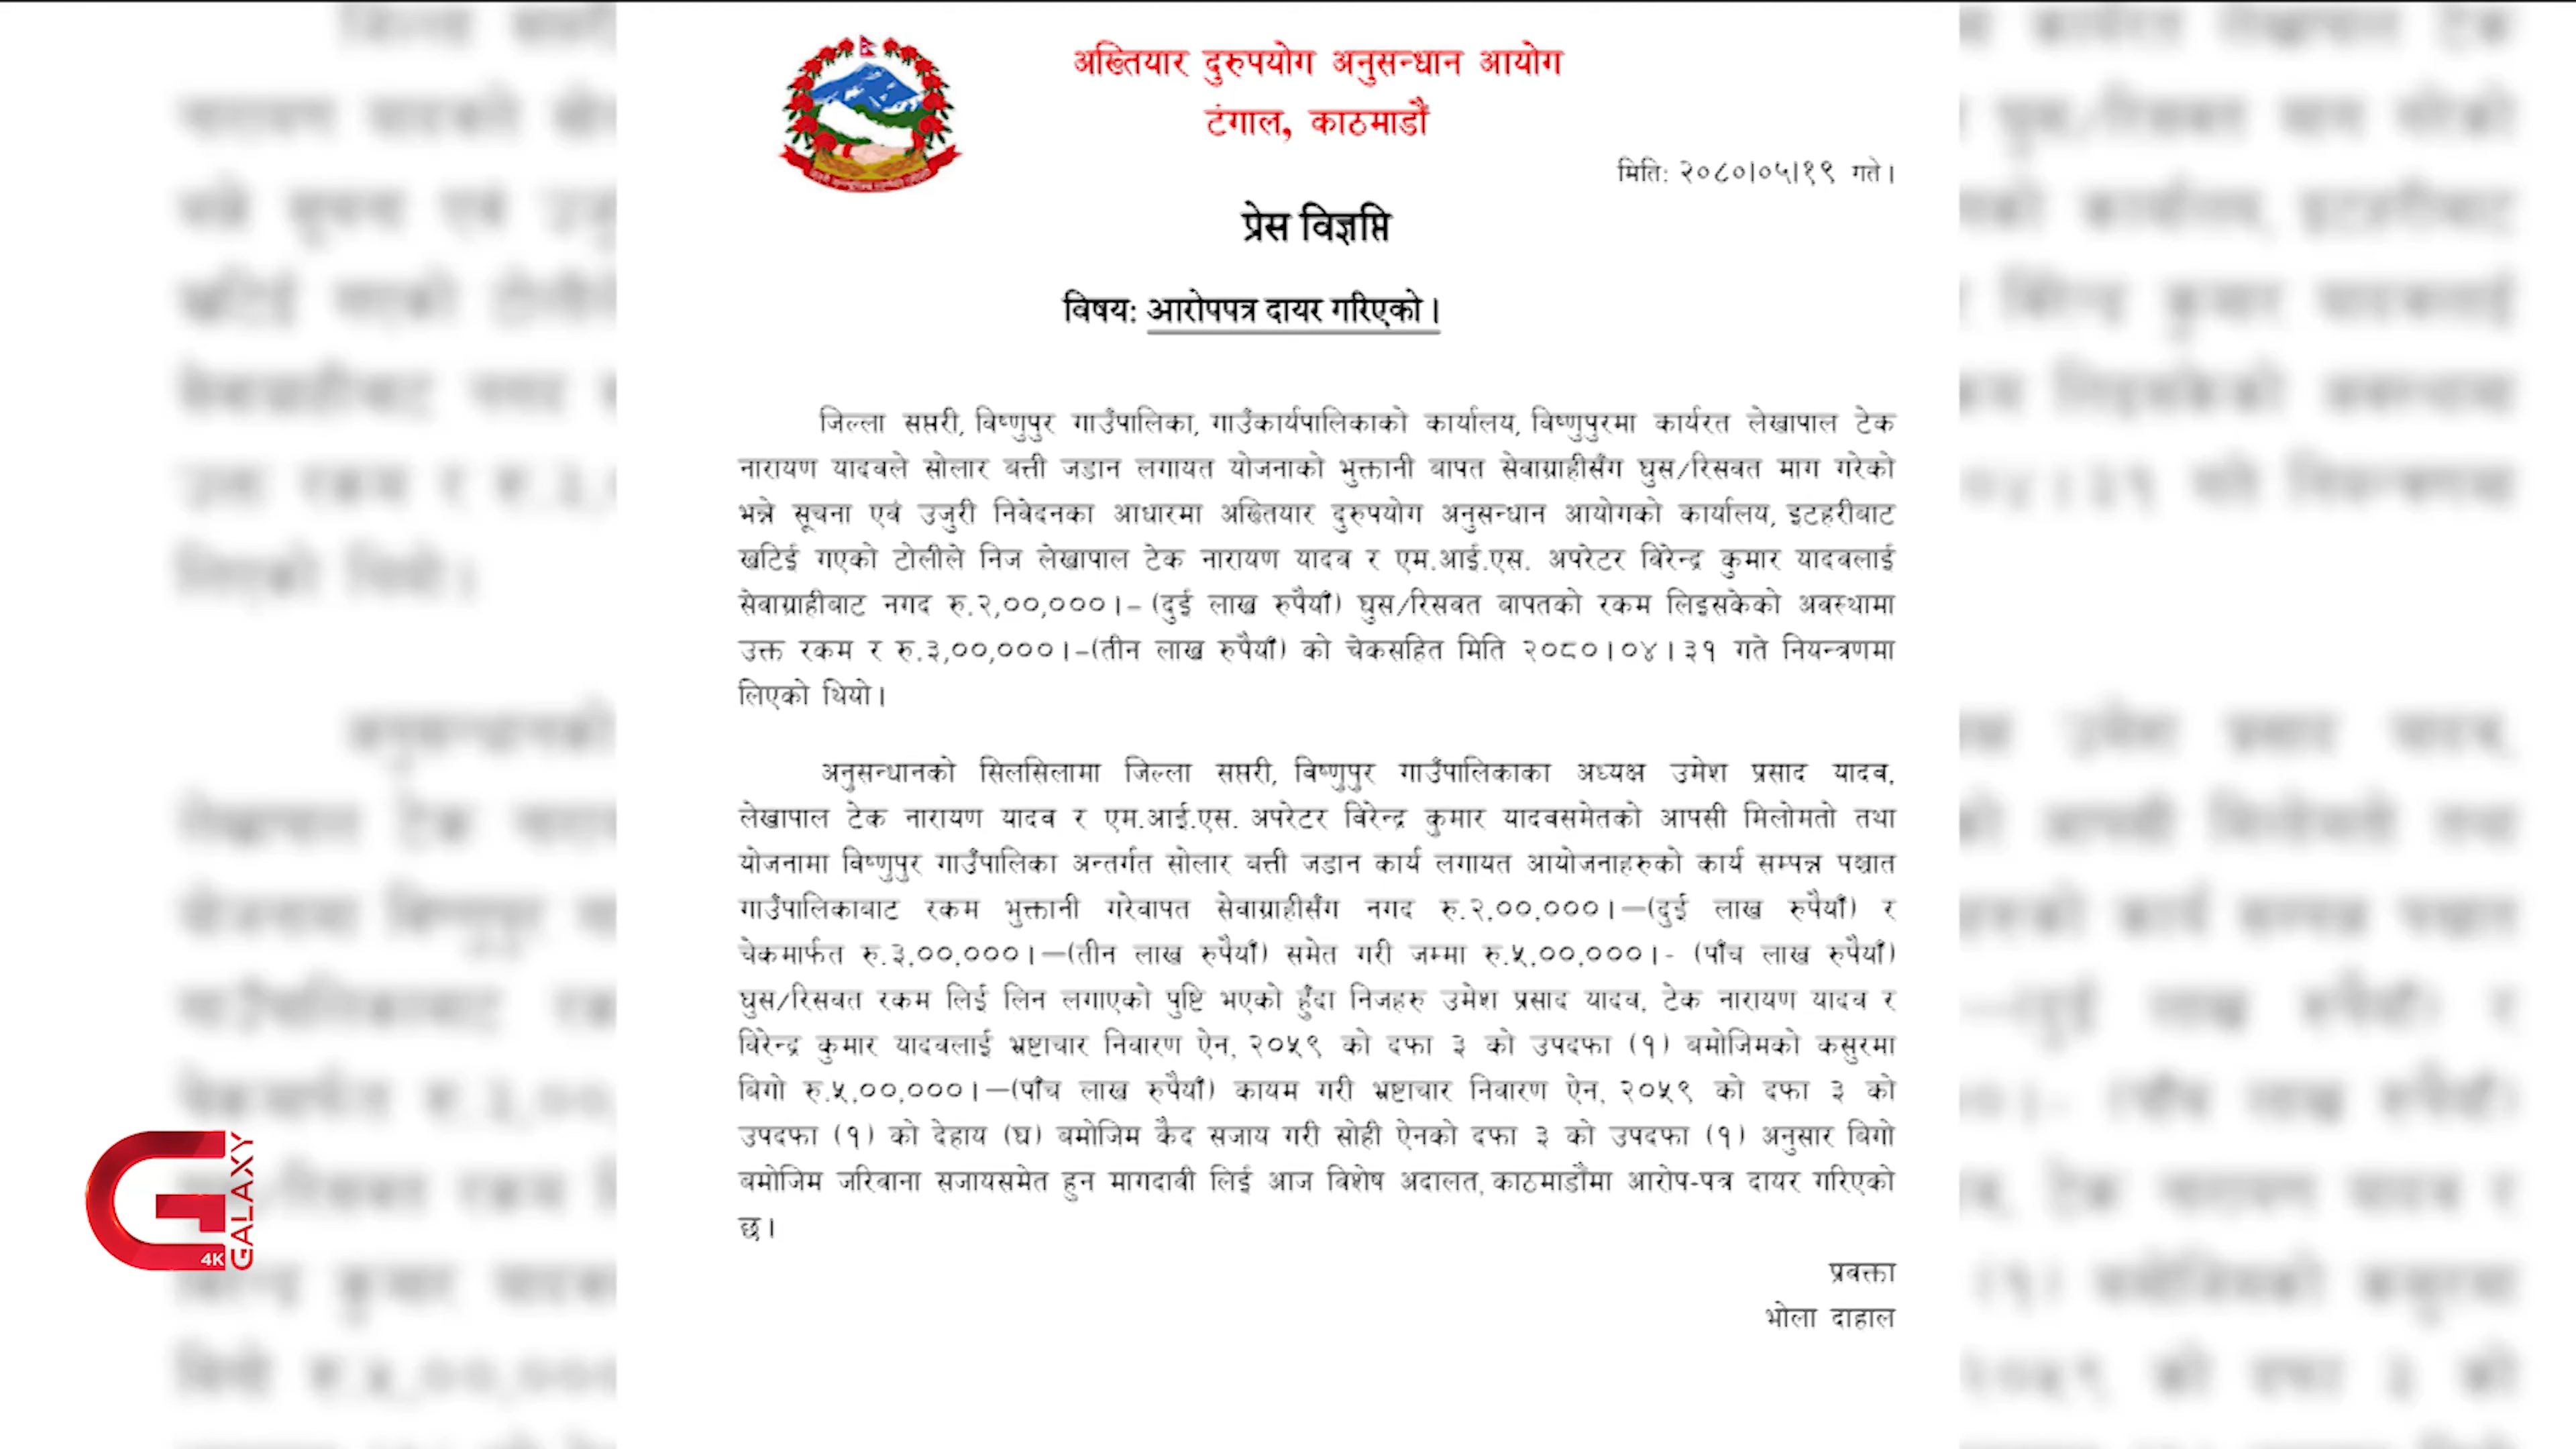 अख्तियार दुरुपयोग अनुसन्धान आयोग
टंगाल, काठमाडौं
मिति: २०८०।०५।१९ गते।
प्रेस विज्ञप्ति
विषय: आरोपपत्र दायर गरिएको।
जिल्ला सप्तरी, विष्णुपुर गाउँपालिका, गाउँकार्यपालिकाको कार्यालय, विष्णुपुरमा कार्यरत लेखापाल टेक
नारायण यादवले सोलार बत्ती जडान लगायत योजनाको भुक्तानी बापत सेवाग्राहीसँग घुस/रिसवत माग गरेको
भन्ने सूचना एवं उजुरी निवेदनका आधारमा अख्तियार दुरुपयोग अनुसन्धान आयोगको कार्यालय, इटहरीबाट
खटिई गएको टोलीले निज लेखापाल टेक नारायण यादव र एम.आई.एस. अपरेटर बिरेन्द्र कुमार यादवलाई
सेवाग्राहीबाट नगद रु.२,००,०००।– (दुई लाख रुपैयाँ) घुस/रिसवत बापतको रकम लिइसकेको अवस्थामा
उक्त रकम र रु.३,००,०००।–(तीन लाख रुपैयाँ) को चेकसहित मिति २०८०।०४।३१ गते नियन्त्रणमा
लिएको थियो।
अनुसन्धानको सिलसिलामा जिल्ला सप्तरी, विष्णुपुर गाउँपालिकाका अध्यक्ष उमेश प्रसाद यादव,
लेखापाल टेक नारायण यादव र एम.आई.एस. अपरेटर विरेन्द्र कुमार यादवसमेतको आपसी मिलोमतो तथा
योजनामा विष्णुपुर गाउँपालिका अन्तर्गत सोलार बत्ती जडान कार्य लगायत आयोजनाहरुको कार्य सम्पन्न पश्चात
गाउँपालिकाबाट रकम भुक्तानी गरेवापत सेवाग्राहीसँग नगद रु.२,००,०००।—(दुई लाख रुपैयाँ) र
चेकमार्फत रु.३,००,०००।—(तीन लाख रुपैयाँ) समेत गरी जम्मा रु.५,००,०००।- (पाँच लाख रुपैयाँ)
घुस/रिसवत रकम लिई लिन लगाएको पुष्टि भएको हुँदा निजहरु उमेश प्रसाद यादव, टेक नारायण यादव र
बिरेन्द्र कुमार यादवलाई भ्रष्टाचार निवारण ऐन, २०५९ को दफा ३ को उपदफा (१) बमोजिमको कसुरमा
बिगो रु.५,००,०००।—(पाँच लाख रुपैयाँ) कायम गरी भ्रष्टाचार निवारण ऐन, २०५९ को दफा ३ को
उपदफा (१) को देहाय (घ) बमोजिम कैद सजाय गरी सोही ऐनको दफा ३ को उपदफा (१) अनुसार बिगो
बमोजिम जरिवाना सजायसमेत हुन मागदावी लिई आज विशेष अदालत, काठमाडौंमा आरोप-पत्र दायर गरिएको
छ।
प्रवक्ता
भोला दाहाल
GALAXY
4K